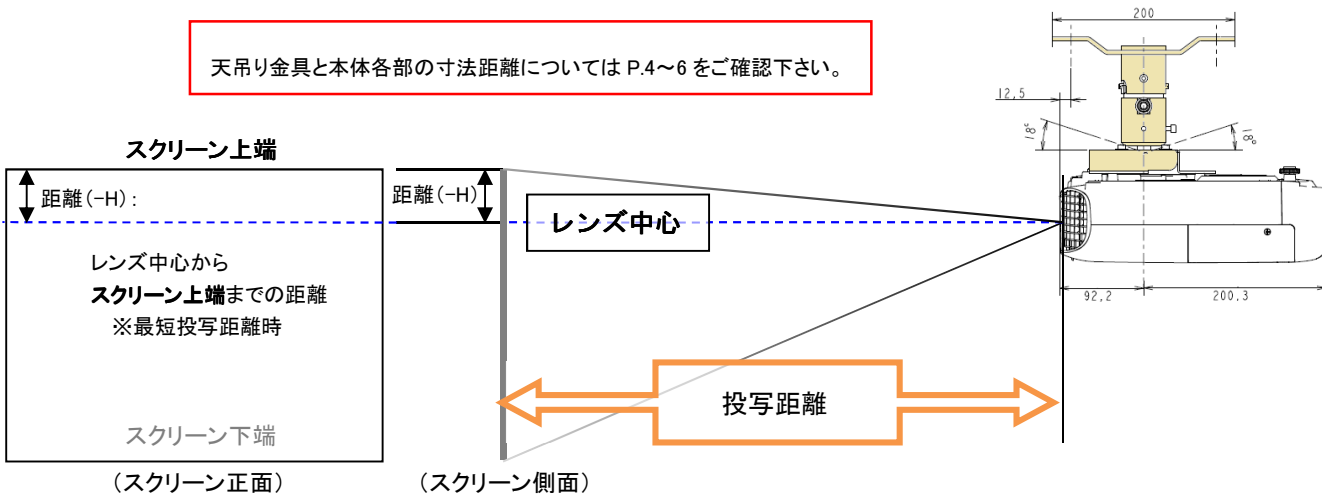 200
天吊り金具と本体各部の寸法距離については P.4～6 をご確認下さい。
12,5
18°
18°
スクリーン上端
距離(-H)：
距離(-H)
レンズ中心
レンズ中心から
スクリーン上端までの距離
※最短投写距離時
92,2
200,3
投写距離
スクリーン下端
（スクリーン正面）
（スクリーン側面）